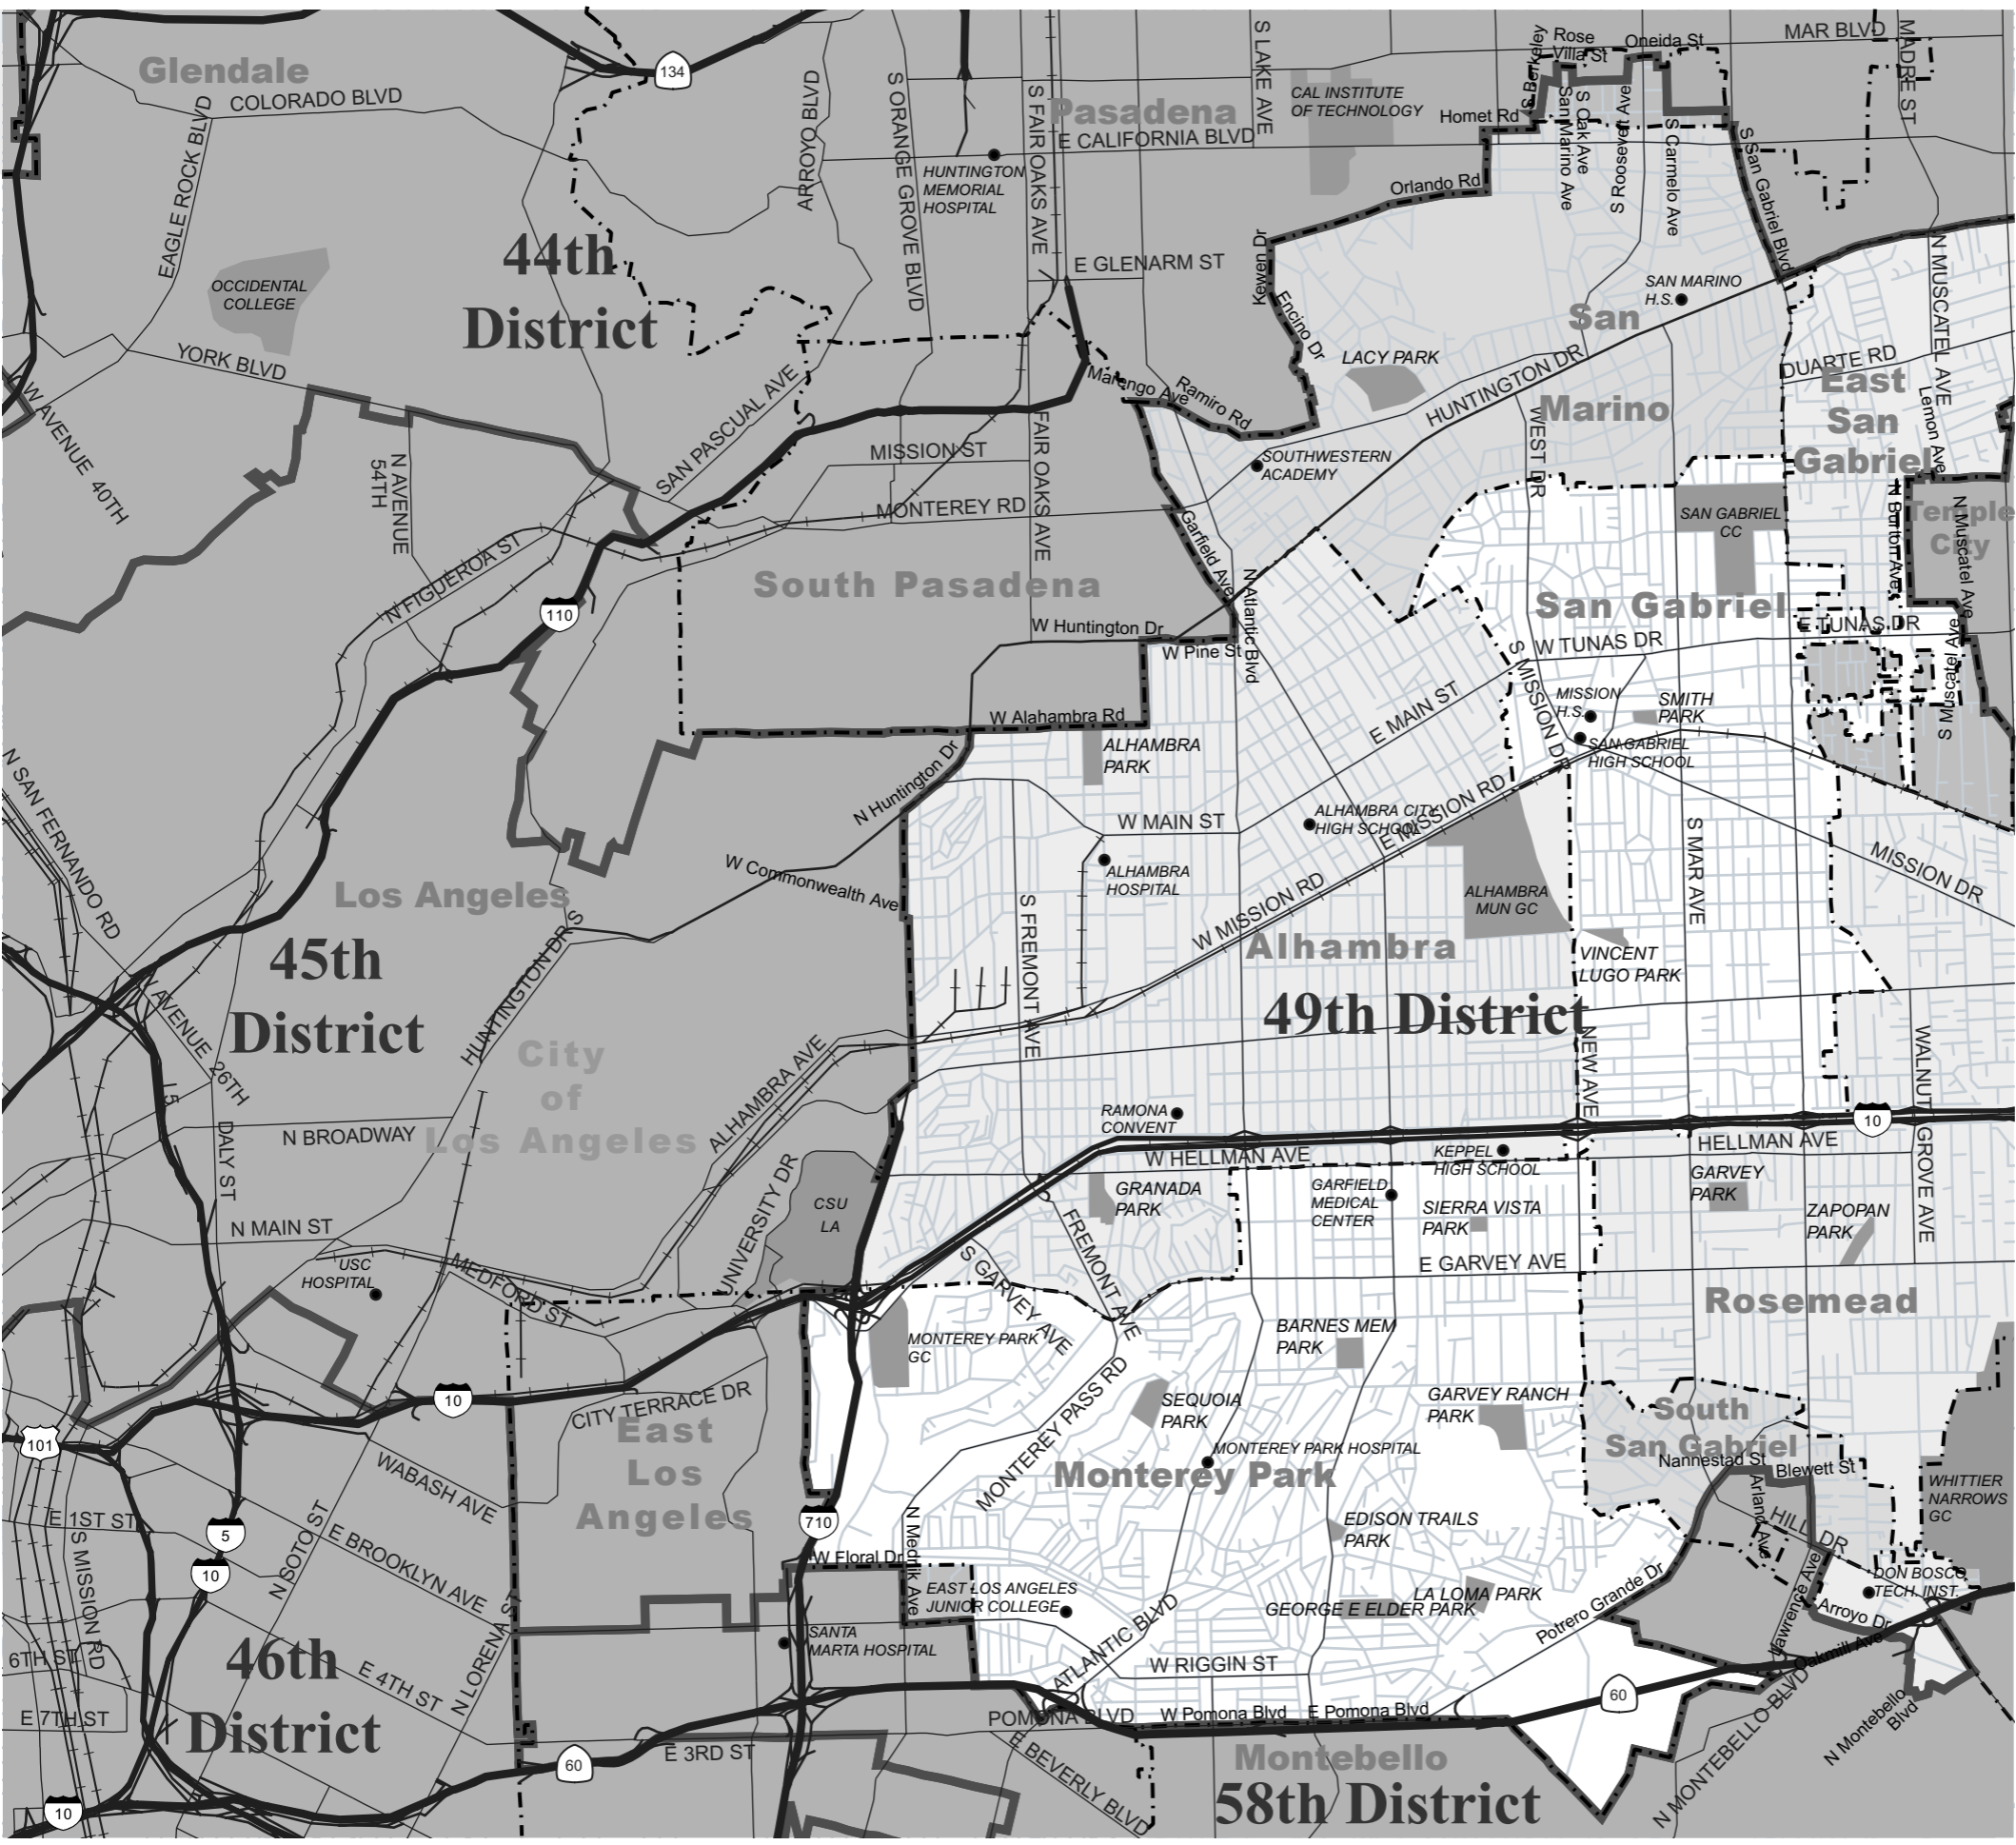 Glendale
134
COLORADO BLVD
EAGLE ROCK BLVD
ARROYO BLVD
S ORANGE GROVE BLVD
S FAIR OAKS AVE
Pasadena
E CALIFORNIA BLVD
S LAKE AVE
CAL INSTITUTE
OF TECHNOLOGY
HUNTINGTON
MEMORIAL
HOSPITAL
Homet Rd
S Berkeley
Rose
Villa St
Oneida St
MAR BLVD
MADRE ST
San Marino Ave
S Oak Ave
S Roosevelt Ave
S Carmelo Ave
S San Gabriel Blvd
Orlando Rd
44th
District
OCCIDENTAL
COLLEGE
E GLENARM ST
Kewen Dr
Encino Dr
SAN MARINO
H.S.
San
Marino
N MUSCATEL AVE
YORK BLVD
W AVENUE 40TH
LACY PARK
HUNTINGTON DR
DUARTE RD
East
San
Gabriel
Lemon Ave
Marengo Ave
Ramiro Rd
SAN PASCUAL AVE
MISSION ST
FAIR OAKS AVE
N AVENUE
54TH
MONTEREY RD
SOUTHWESTERN
ACADEMY
WEST DR
SAN GABRIEL
CC
N Burton Ave
N Muscatel Ave
Temple
City
Garfield Ave
N FIGUEROA ST
110
South Pasadena
N Atlantic Blvd
San Gabriel
E TUNAS DR
W Huntington Dr
W Pine St
W TUNAS DR
S MISSION DR
S Muscatel Ave
W Alahambra Rd
E MAIN ST
MISSION
H.S.
SMITH
PARK
SAN GABRIEL
HIGH SCHOOL
ALHAMBRA
PARK
N Huntington Dr
N SAN FERNANDO RD
W MAIN ST
ALHAMBRA CITY
HIGH SCHOOL
E MISSION RD
S MAR AVE
MISSION DR
W Commonwealth Ave
ALHAMBRA
HOSPITAL
ALHAMBRA
MUN GC
Los Angeles
45th
District
HUNTINGTON DR S
S FREMONT AVE
W MISSION RD
Alhambra
VINCENT
LUGO PARK
49th District
N AVENUE 26TH
I 5
City
of
Los Angeles
ALHAMBRA AVE
NEW AVE
WALNUT GROVE AVE
RAMONA
CONVENT
10
N BROADWAY
DALY ST
W HELLMAN AVE
KEPPEL
HIGH SCHOOL
HELLMAN AVE
UNIVERSITY DR
CSU
LA
GRANADA
PARK
GARFIELD
MEDICAL
CENTER
SIERRA VISTA
PARK
GARVEY
PARK
ZAPOPAN
PARK
N MAIN ST
USC
HOSPITAL
MEDFORD ST
S GARVEY AVE
FREMONT AVE
E GARVEY AVE
Rosemead
MONTEREY PARK
GC
BARNES MEM
PARK
10
101
CITY TERRACE DR
East
Los
Angeles
MONTEREY PASS RD
SEQUOIA
PARK
GARVEY RANCH
PARK
South
San Gabriel
MONTEREY PARK HOSPITAL
Monterey Park
Nannestad St
Blewett St
WHITTIER
NARROWS
GC
WABASH AVE
E 1ST ST
S MISSION RD
5
10
N SOTO ST
E BROOKLYN AVE
710
N Mednik Ave
EDISON TRAILS
PARK
Arland Ave
HILL DR
W Floral Dr
EAST LOS ANGELES
JUNIOR COLLEGE
LA LOMA PARK
GEORGE E ELDER PARK
Potrero Grande Dr
DON BOSCO
TECH. INST.
Lawrence Ave
Arroyo Dr
Oakmill Ave
6TH ST
46th
District
E 4TH ST
N LORENA ST
SANTA
MARTA HOSPITAL
ATLANTIC BLVD
W RIGGIN ST
60
E 7TH ST
POMONA BLVD
W Pomona Blvd
E Pomona Blvd
E 3RD ST
60
E BEVERLY BLVD
Montebello
58th District
N MONTEBELLO BLVD
N Montebello
Blvd
10